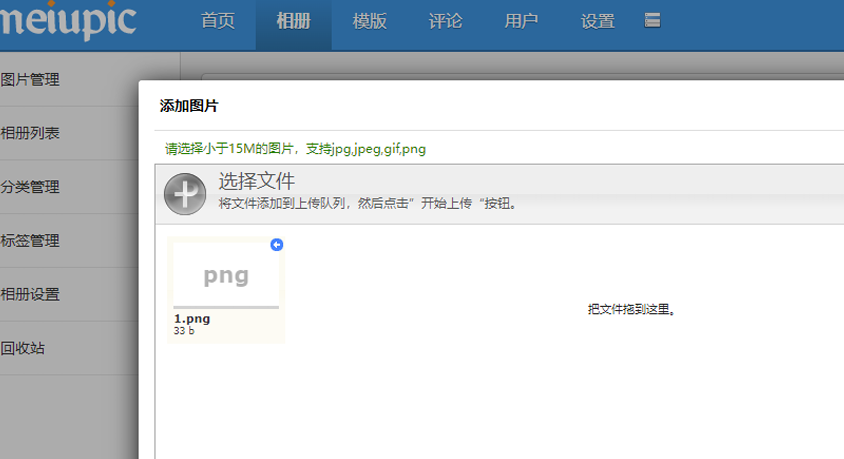 meiupic 首页 相册 模版 评论 用户 设置
图片管理
添加图片
相册列表
请选择小于15M的图片，支持jpg,jpeg,gif,png
选择文件
分类管理
将文件添加到上传队列，然后点击”开始上传“按钮。
标签管理
png
相册设置
把文件拖到这里。
1.png
33 b
回收站